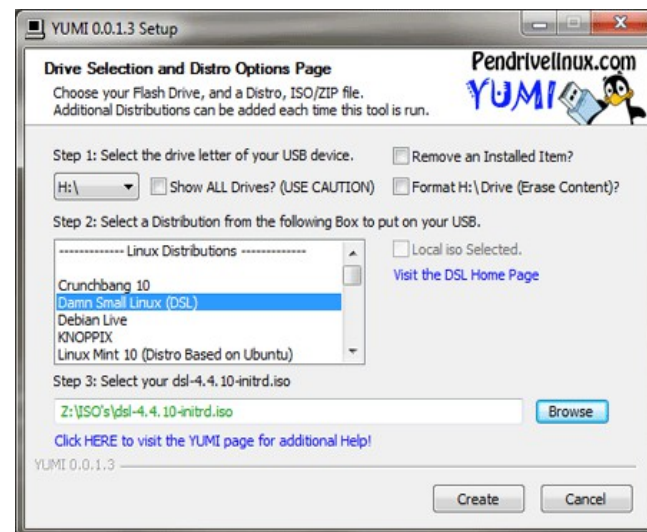 YUMI 0.0.1.3 Setup
Drive Selection and Distro Options Page
Choose your Flash Drive, and a Distro, ISO/ZIP file.
Additional Distributions can be added each time this tool is run.
Pendrivelinux.com
YUMI
Step 1: Select the drive letter of your USB device.
Remove an Installed Item?
H:\
Show ALL Drives? (USE CAUTION)
Format H:\ Drive (Erase Content)?
Step 2: Select a Distribution from the following Box to put on your USB.
------------- Linux Distributions -------------
Crunchbang 10
Damn Small Linux (DSL)
Debian Live
KNOPPIX
Linux Mint 10 (Distro Based on Ubuntu)
Local iso Selected.
Visit the DSL Home Page
Step 3: Select your dsl-4.4.10-initrd.iso
Z:\ISO's\dsl-4.4.10-initrd.iso
Browse
Click HERE to visit the YUMI page for additional Help!
YUMI 0.0.1.3
Create
Cancel